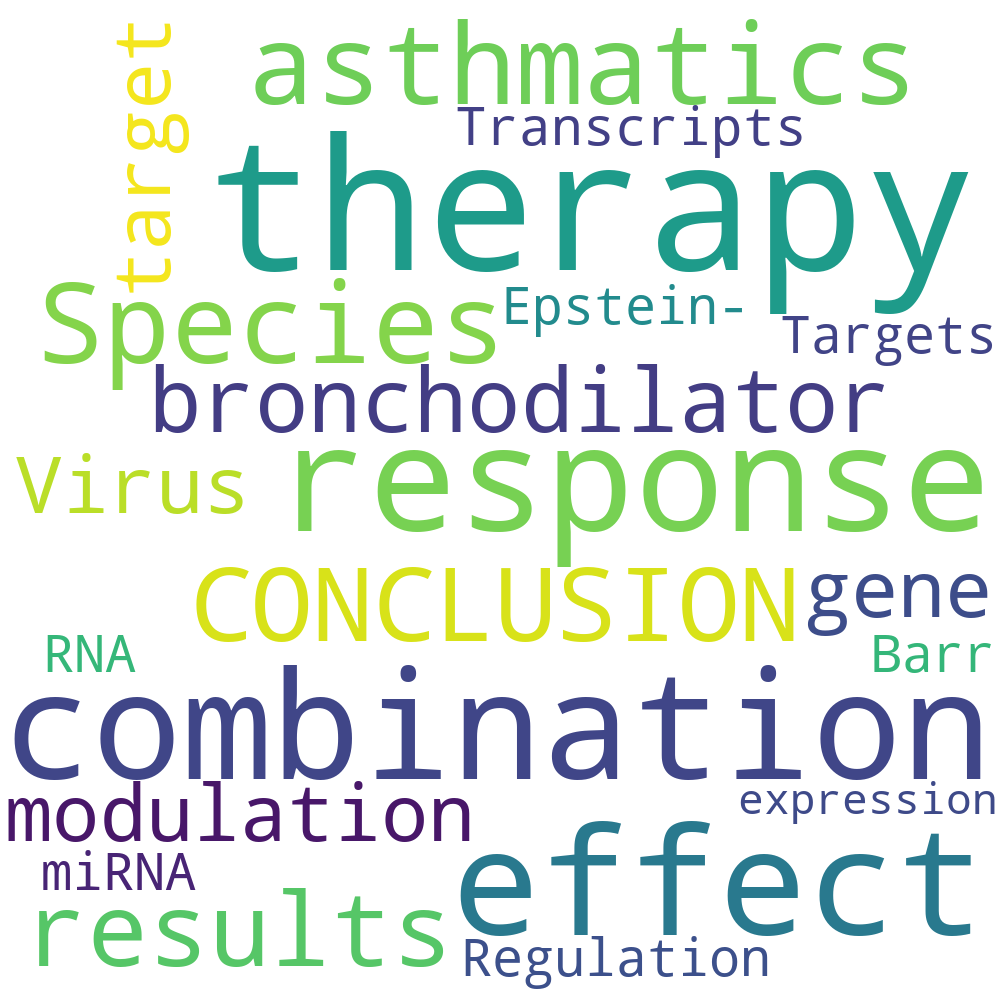 target
asthmatics
Transcripts
therapy
Species
Epstein-
Targets
bronchodilator
Virus
response
CONCLUSION
gene
RNA
Barr
combination
modulation
expression
miRNA
effect
results
Regulation